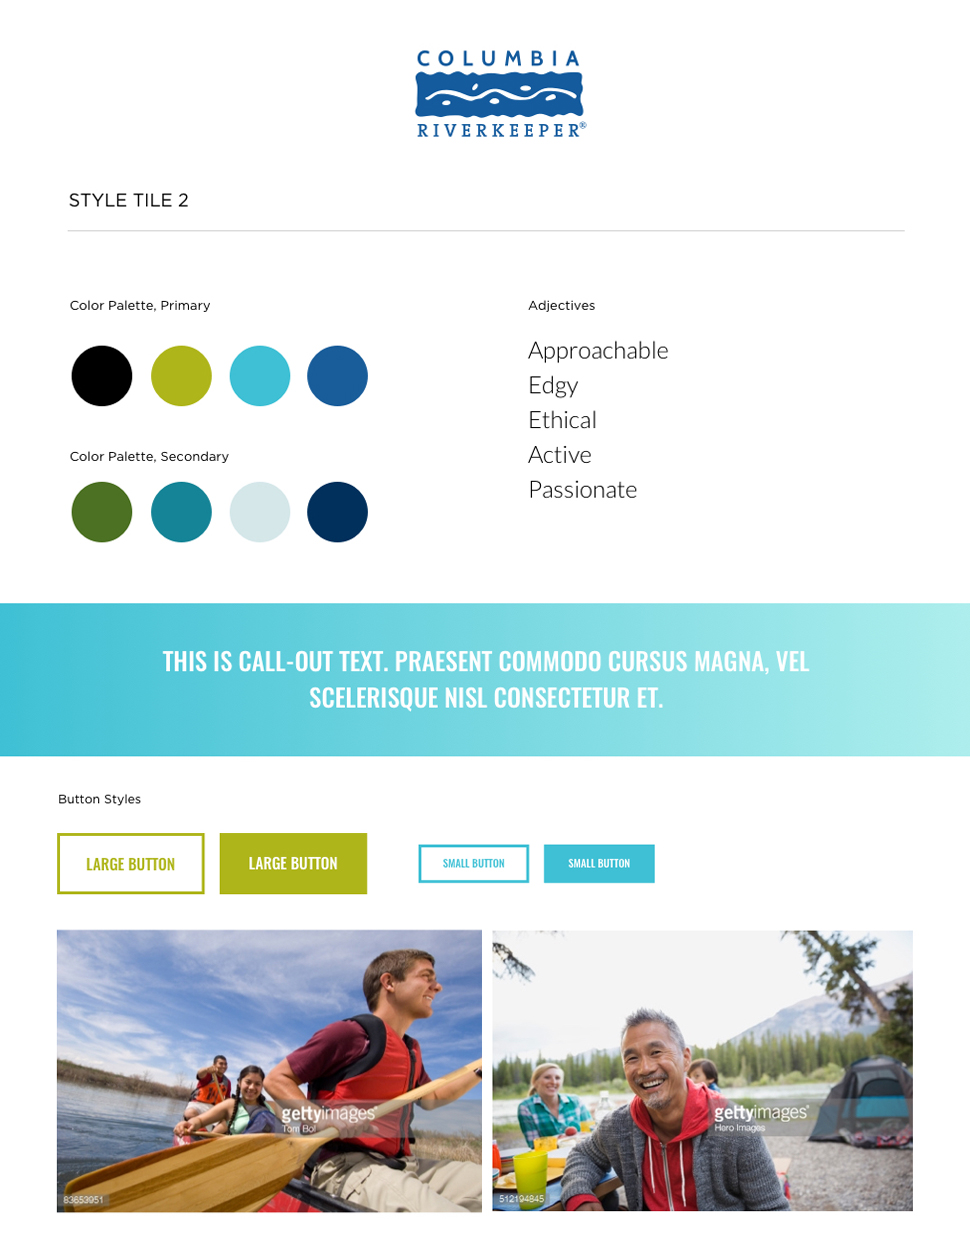 COLUMBIA
RIVERKEEPER®
STYLE TILE 2
Color Palette, Primary
Color Palette, Secondary
Adjectives
Approachable
Edgy
Ethical
Active
Passionate
THIS IS CALL-OUT TEXT. PRAESENT COMMODO CURSUS MAGNA, VEL
SCELERISQUE NISL CONSECTETUR ET.
Button Styles
LARGE BUTTON
LARGE BUTTON
SMALL BUTTON
SMALL BUTTON
gettyimages®
Tom Bol
83653951
gettyimages®
Hero Images
512194845